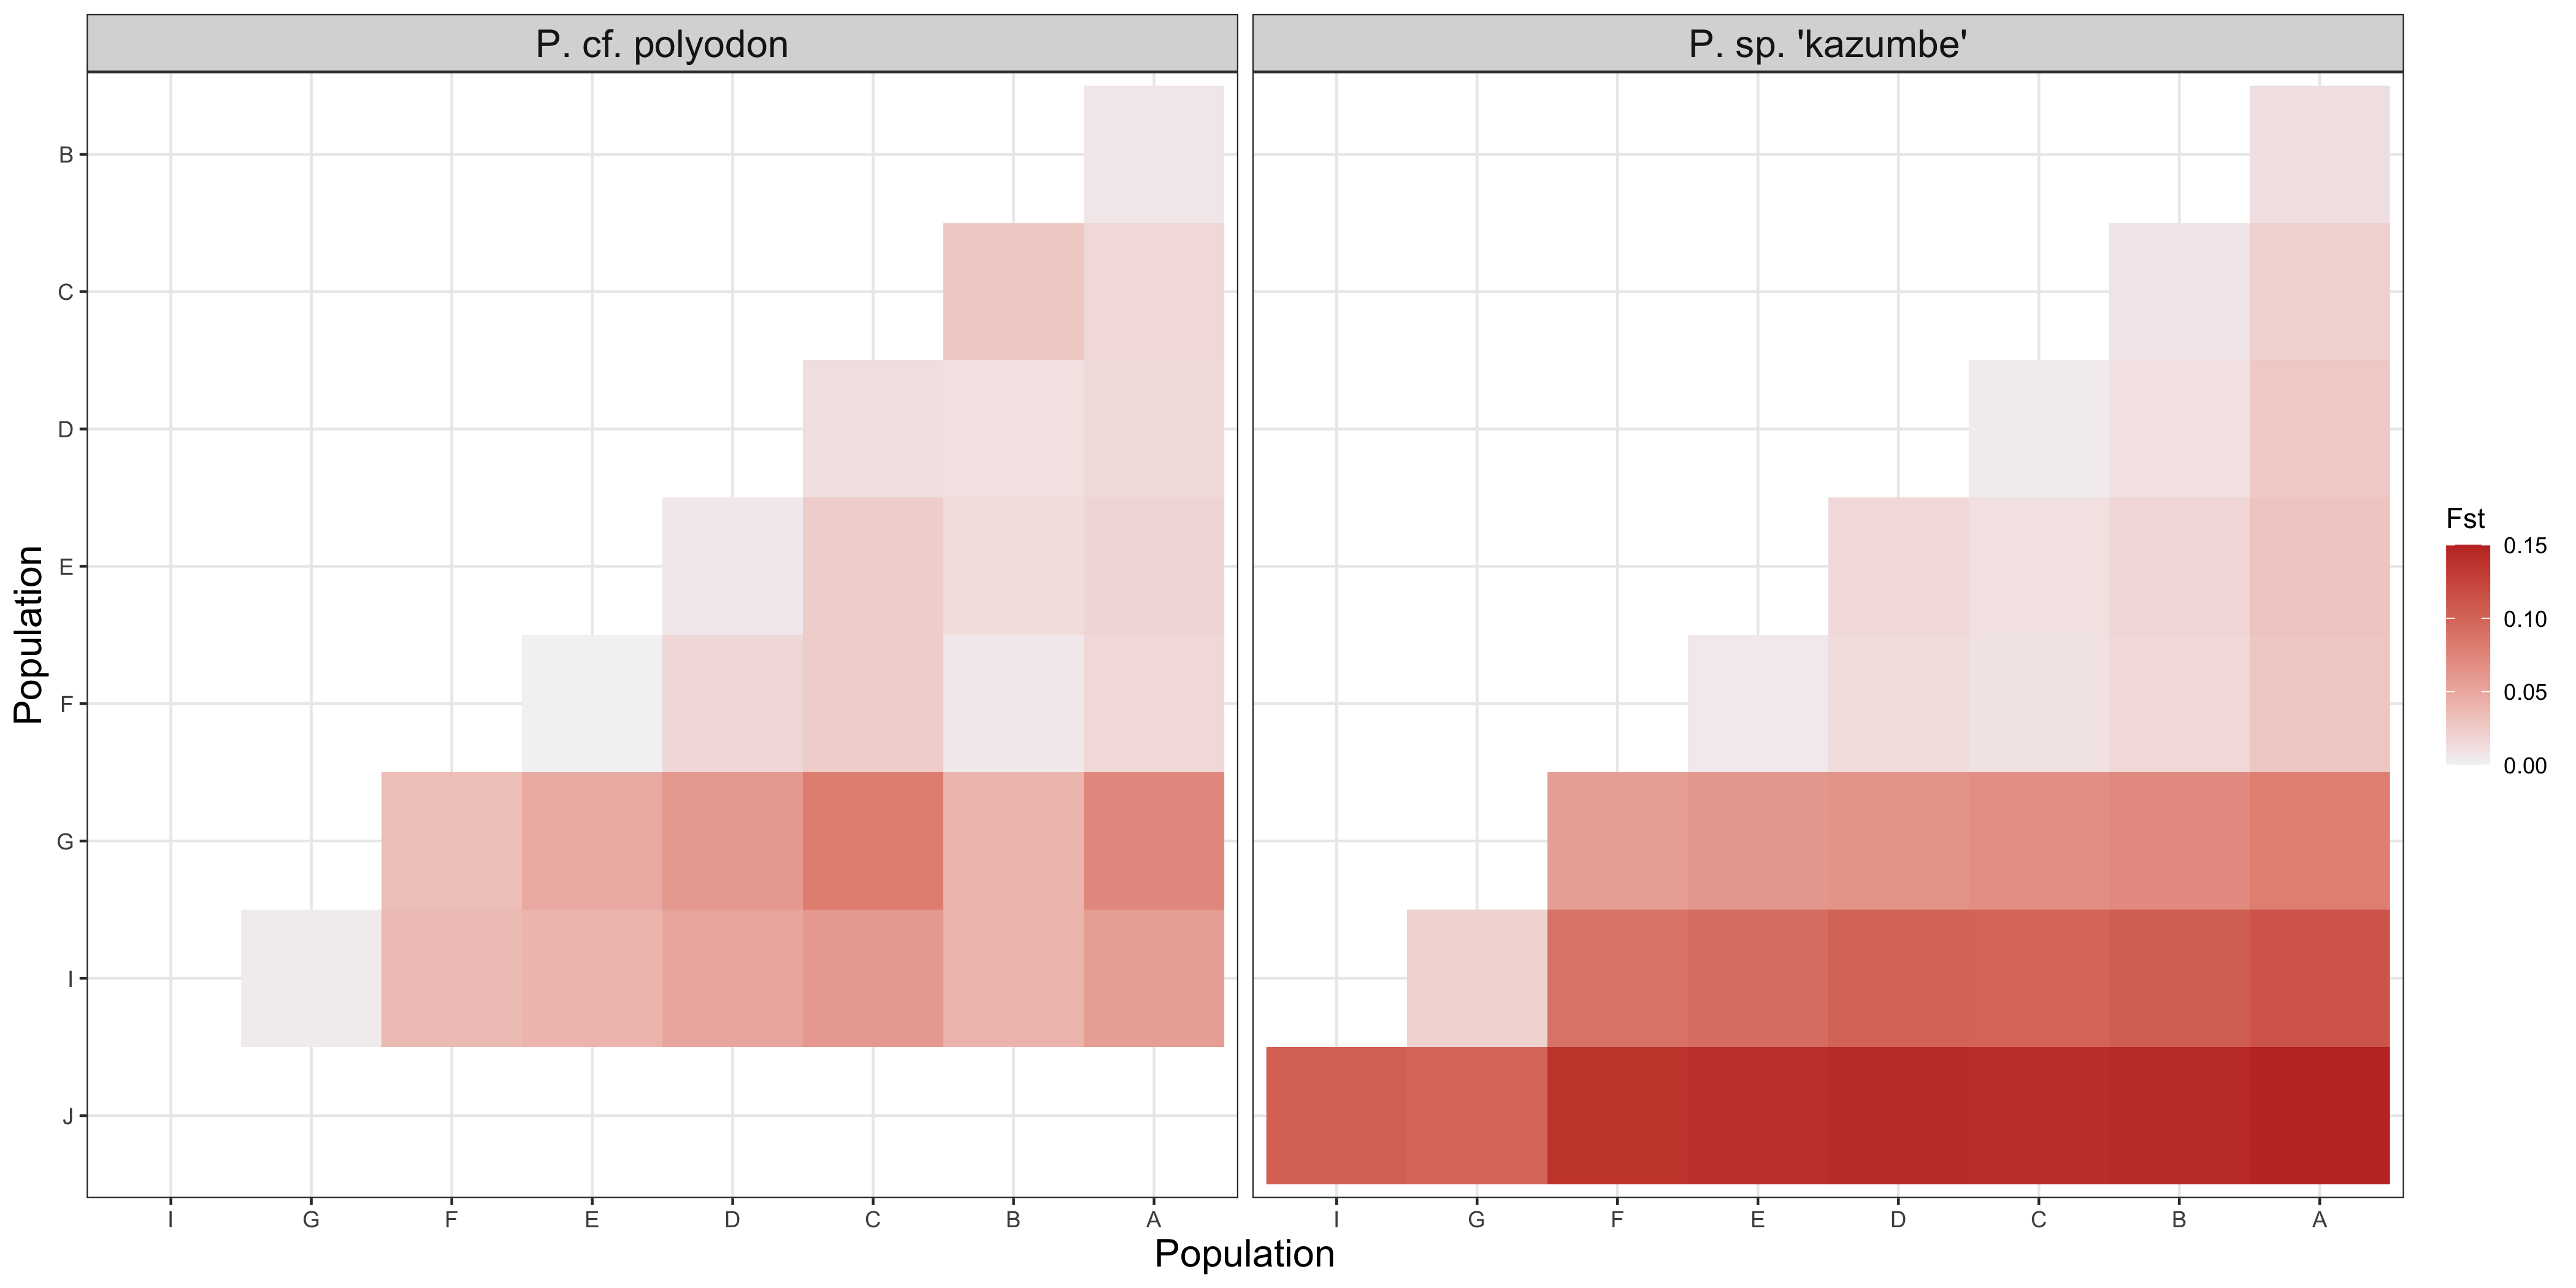 P. cf. polyodon
P. sp. 'kazumbe'
Population
B
C
D
E
F
G
I
J
I G F E D C B A
I G F E D C B A
Population
Fst
0.15
0.10
0.05
0.00